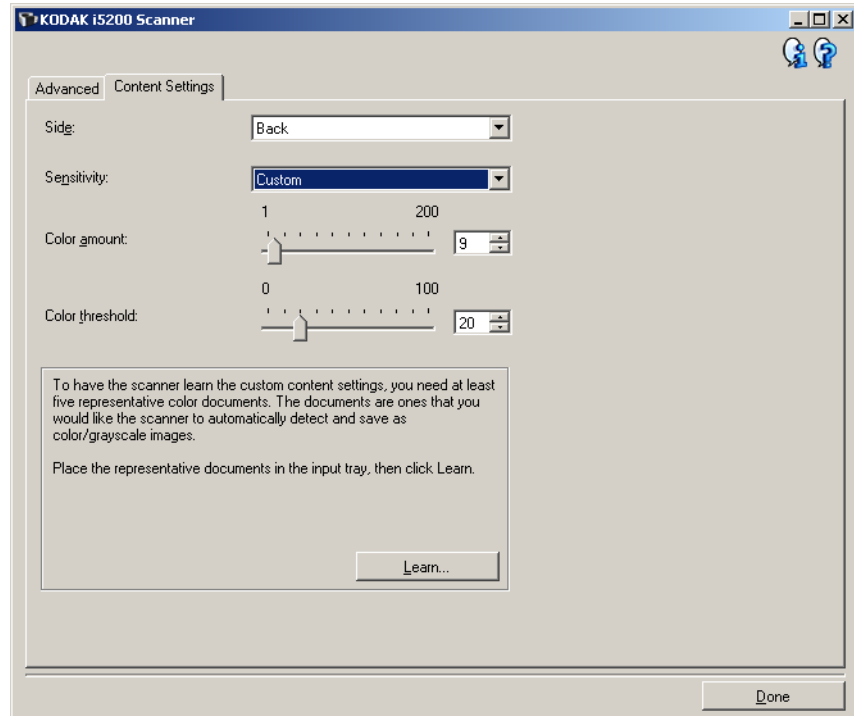 KODAK i5200 Scanner
Advanced
Content Settings
Side:
Back
Sensitivity:
Custom
1 200
Color amount:
9
0 100
Color threshold:
20
To have the scanner learn the custom content settings, you need at least
five representative color documents. The documents are ones that you
would like the scanner to automatically detect and save as
color/grayscale images.
Place the representative documents in the input tray, then click Learn.
Learn...
Done